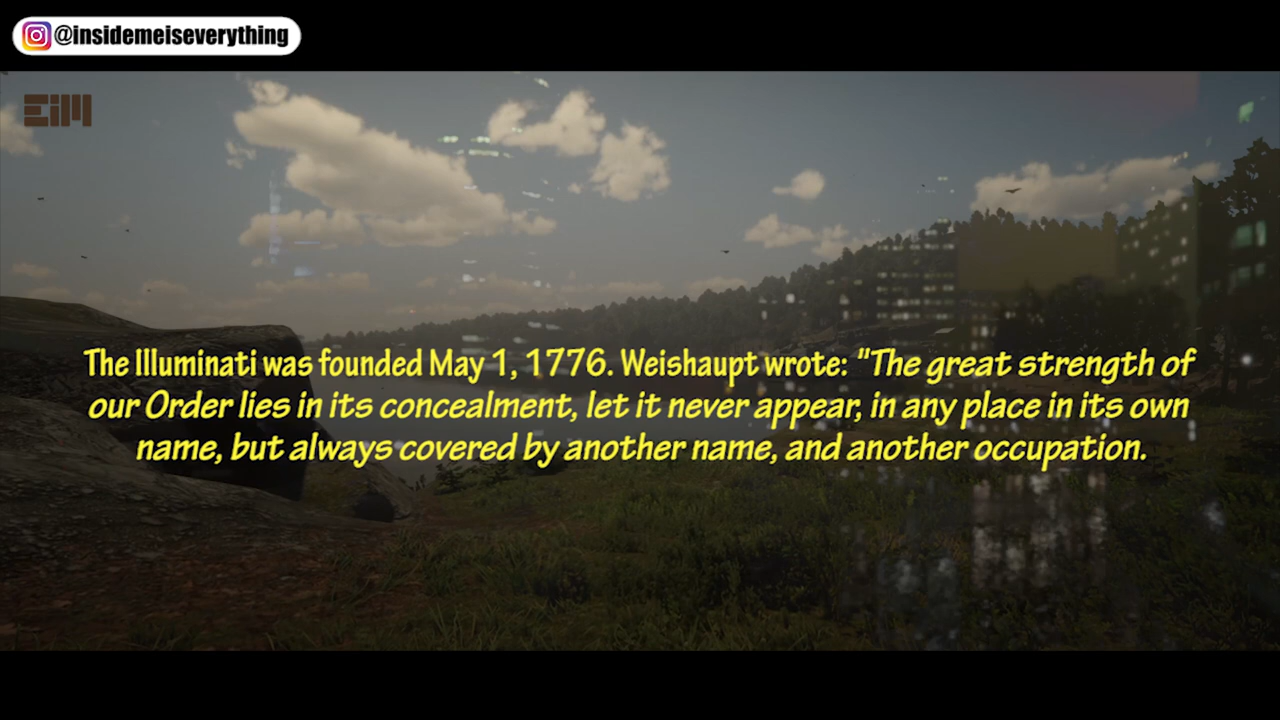 @insidemeiseverything
EiM
The Illuminati was founded May 1, 1776. Weishaupt wrote: "The great strength of
our Order lies in its concealment, let it never appear, in any place in its own
name, but always covered by another name, and another occupation.